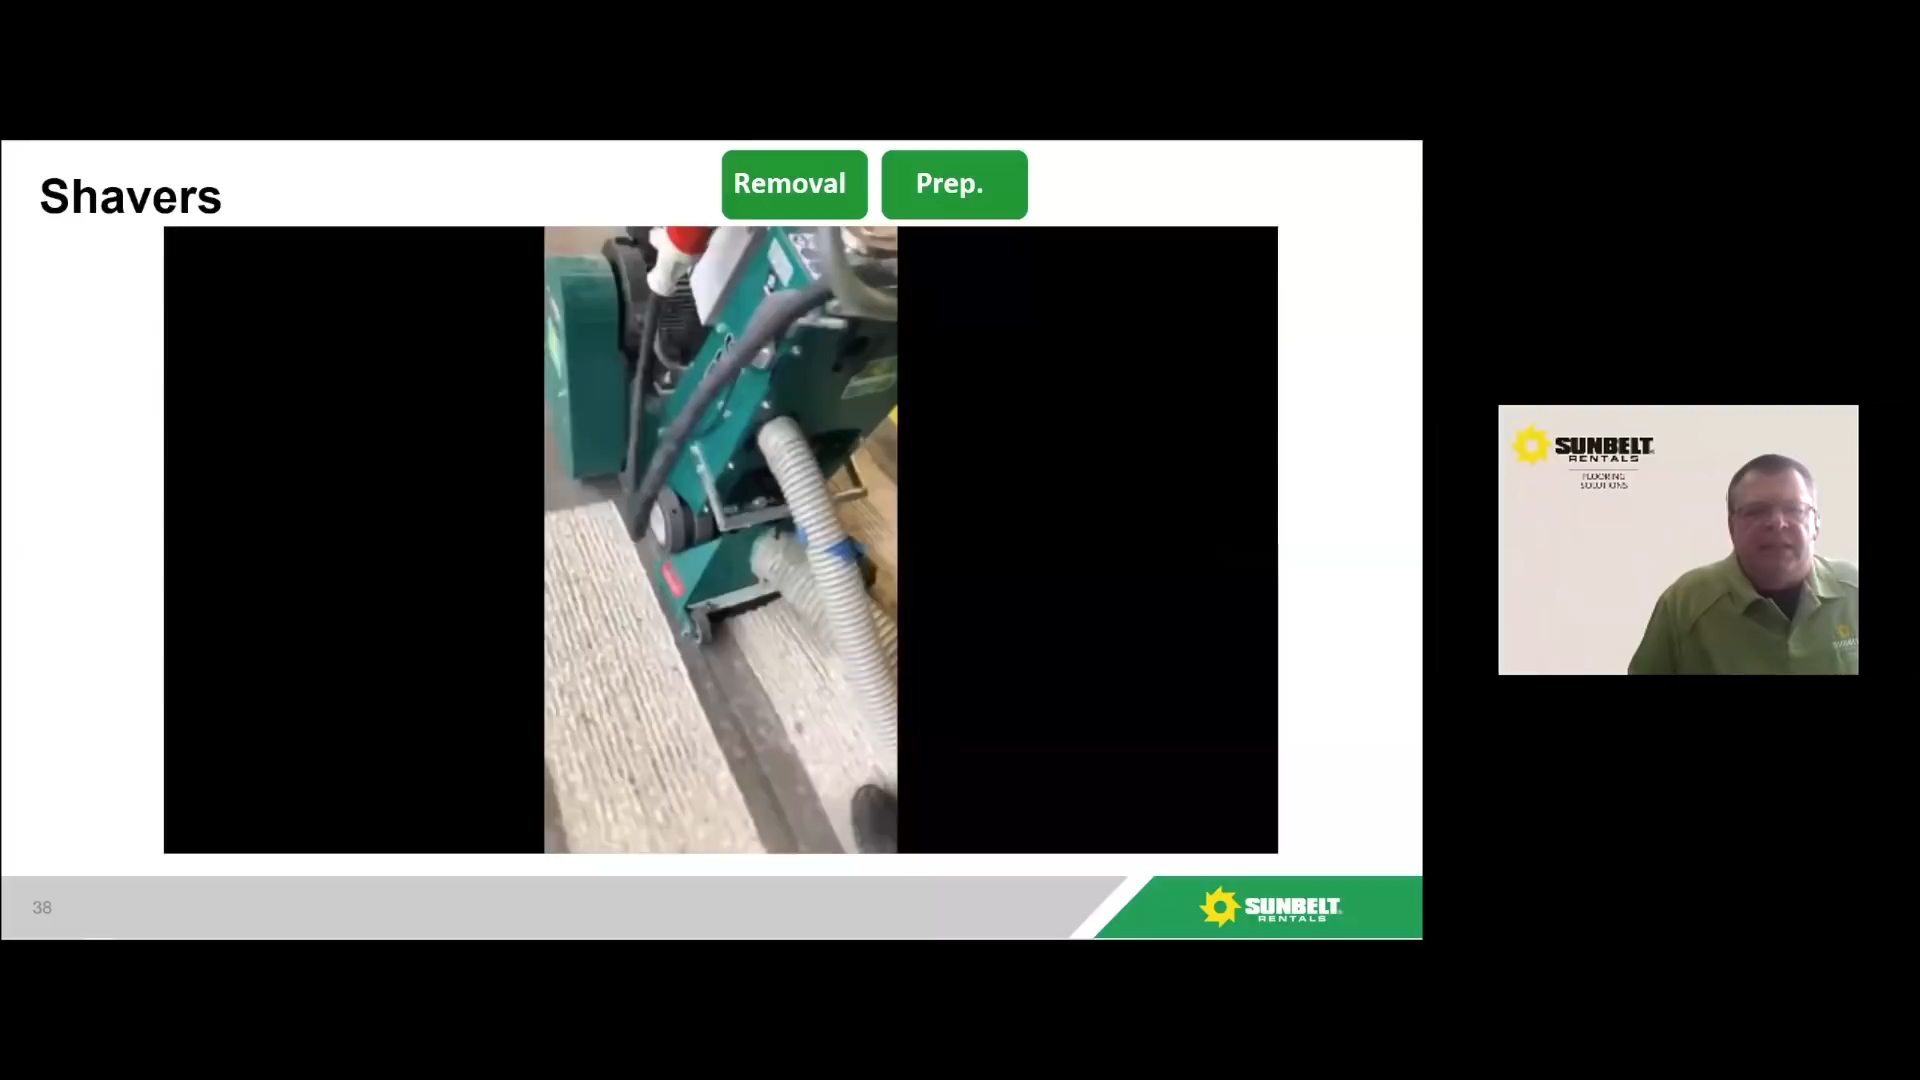 Shavers
Removal
Prep.
38
SUNBELT
RENTALS
SUNBELT
RENTALS
FLOORING
SOLUTIONS